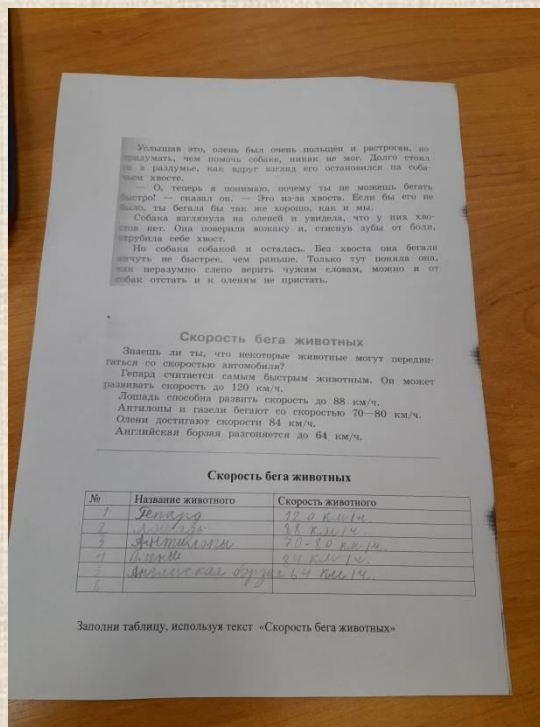 Услышав это, олень был очень польщён и растроган, но
придумать, чем помочь собаке, никак не мог. Долго стоял
он в раздумье, как вдруг взгляд его остановился на соба-
чьем хвосте.
— О, теперь я понимаю, почему ты не можешь бегать
быстро! — сказал он. — Это из-за хвоста. Если бы его не
было, ты бегала бы так же хорошо, как и мы.
Собака взглянула на оленей и увидела, что у них хво-
стов нет. Она поверила вожаку и, стиснув зубы от боли,
отрубила себе хвост.
Но собака собакой и осталась. Без хвоста она бегала
ничуть не быстрее, чем раньше. Только тут поняла она,
как неразумно слепо верить чужим словам, можно и от
собак отстать и к оленям не пристать.
Скорость бега животных
Знаешь ли ты, что некоторые животные могут передви-
гаться со скоростью автомобиля?
Гепард считается самым быстрым животным. Он может
развивать скорость до 120 км/ч.
Лошадь способна развить скорость до 88 км/ч.
Антилопы и газели бегают со скоростью 70—80 км/ч.
Олени достигают скорости 84 км/ч.
Английская борзая разгоняется до 64 км/ч.
Скорость бега животных
№ Название животного Скорость животного
1 Гепард 120 км/ч
2 Лошадь 88 км/ч
3 Антилопы 70-80 км/ч.
4 Олени 84 км/ч.
5 борзая 64 км/ч.
6
Заполни таблицу, используя текст «Скорость бега животных»